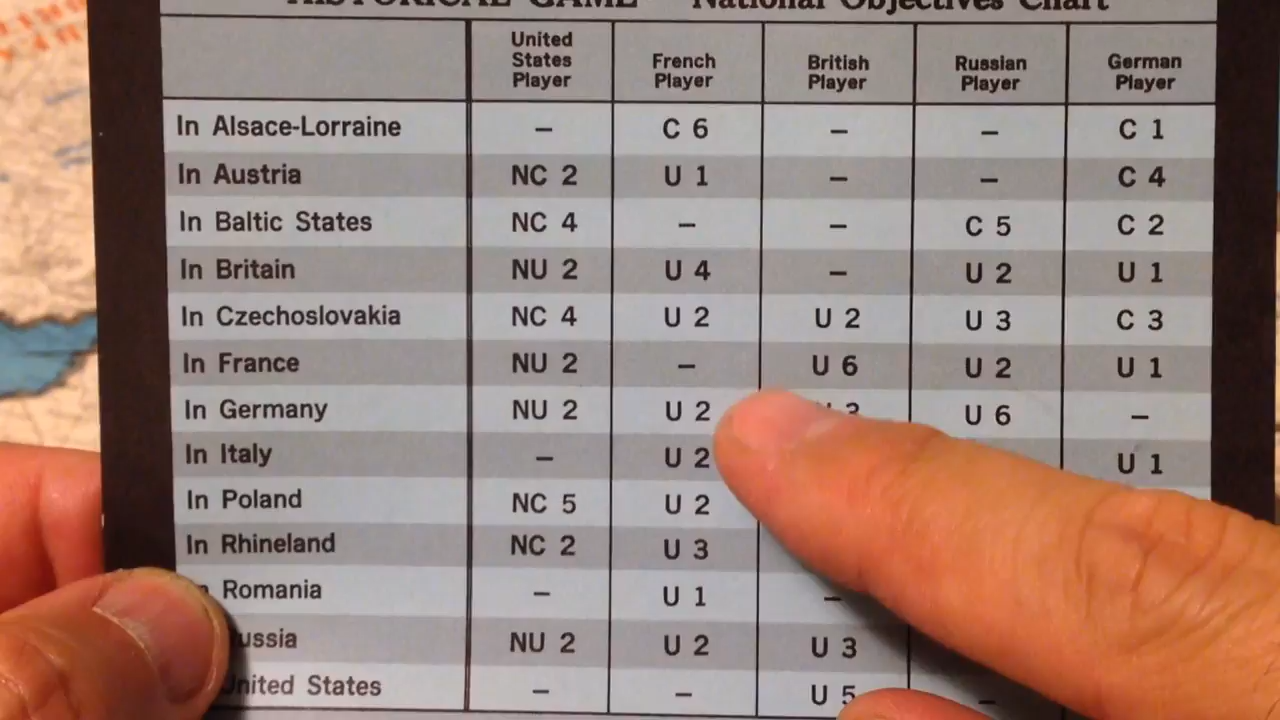 HISTORICAL GAME National Objectives Chart
United States Player French Player British Player Russian Player German Player
In Alsace-Lorraine – C 6 – – C 1
In Austria NC 2 U 1 – – C 4
In Baltic States NC 4 – – C 5 C 2
In Britain NU 2 U 4 – U 2 U 1
In Czechoslovakia NC 4 U 2 U 2 U 3 C 3
In France NU 2 – U 6 U 2 U 1
In Germany NU 2 U 2 U 6 –
In Italy – U 2 U 1
In Poland NC 5 U 2
In Rhineland NC 2 U 3
Romania – U 1 –
NU 2 U 2 U 3
United States – – U 5 –